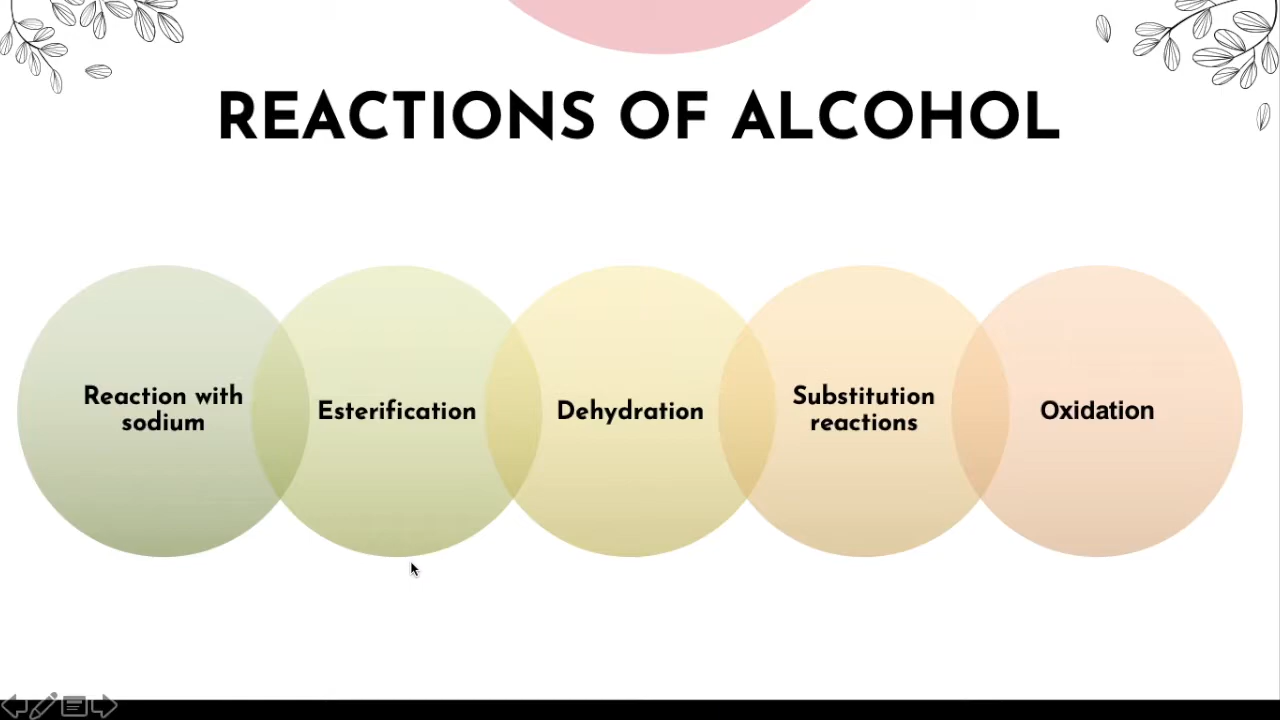 REACTIONS OF ALCOHOL
Reaction with
sodium
Esterification
Dehydration
Substitution
reactions
Oxidation